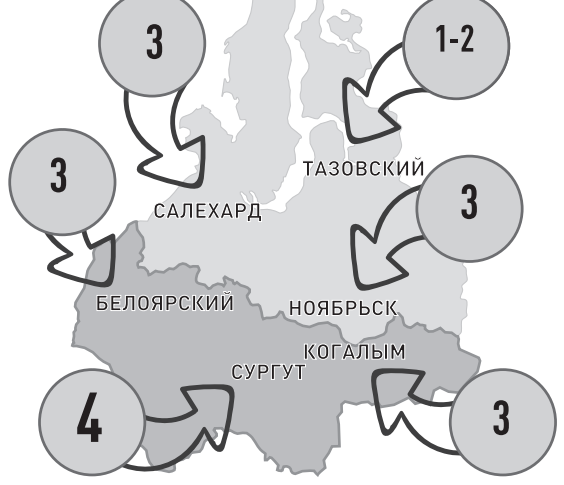 3
1-2
ТАЗОВСКИЙ
3
САЛЕХАРД
3
БЕЛОЯРСКИЙ
НОЯБРЬСК
КОГАЛЫМ
СУРГУТ
4
3